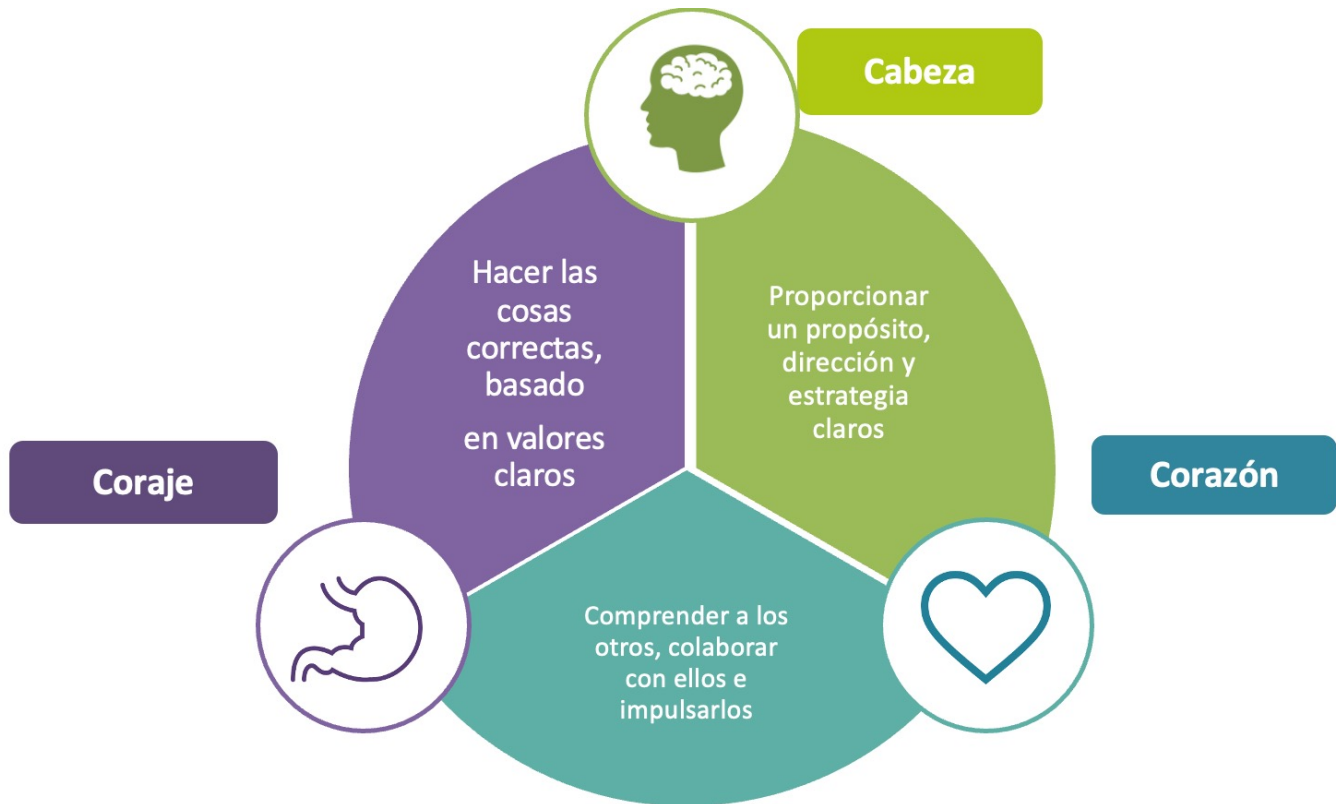 Cabeza
Hacer las
cosas
correctas,
basado
en valores
claros
Proporcionar
un propósito,
dirección y
estrategia
claros
Coraje
Corazón
Comprender a los
otros, colaborar
con ellos e
impulsarlos